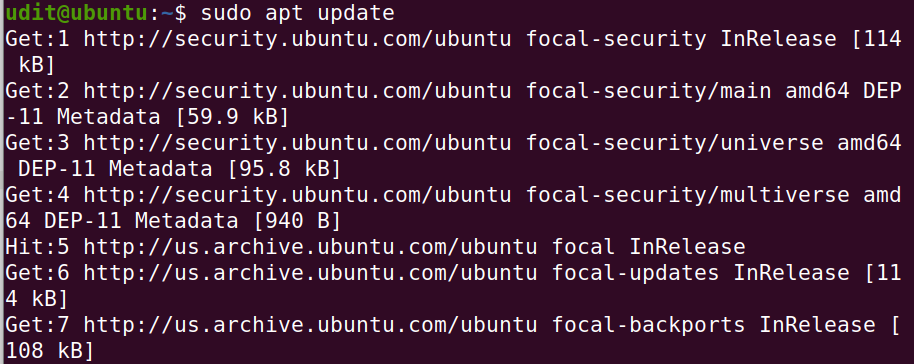 udit@ubuntu:~$ sudo apt update
Get:1 http://security.ubuntu.com/ubuntu focal-security InRelease [114
 kB]
Get:2 http://security.ubuntu.com/ubuntu focal-security/main amd64 DEP
-11 Metadata [59.9 kB]
Get:3 http://security.ubuntu.com/ubuntu focal-security/universe amd64
 DEP-11 Metadata [95.8 kB]
Get:4 http://security.ubuntu.com/ubuntu focal-security/multiverse amd
64 DEP-11 Metadata [940 B]
Hit:5 http://us.archive.ubuntu.com/ubuntu focal InRelease
Get:6 http://us.archive.ubuntu.com/ubuntu focal-updates InRelease [11
4 kB]
Get:7 http://us.archive.ubuntu.com/ubuntu focal-backports InRelease [
108 kB]